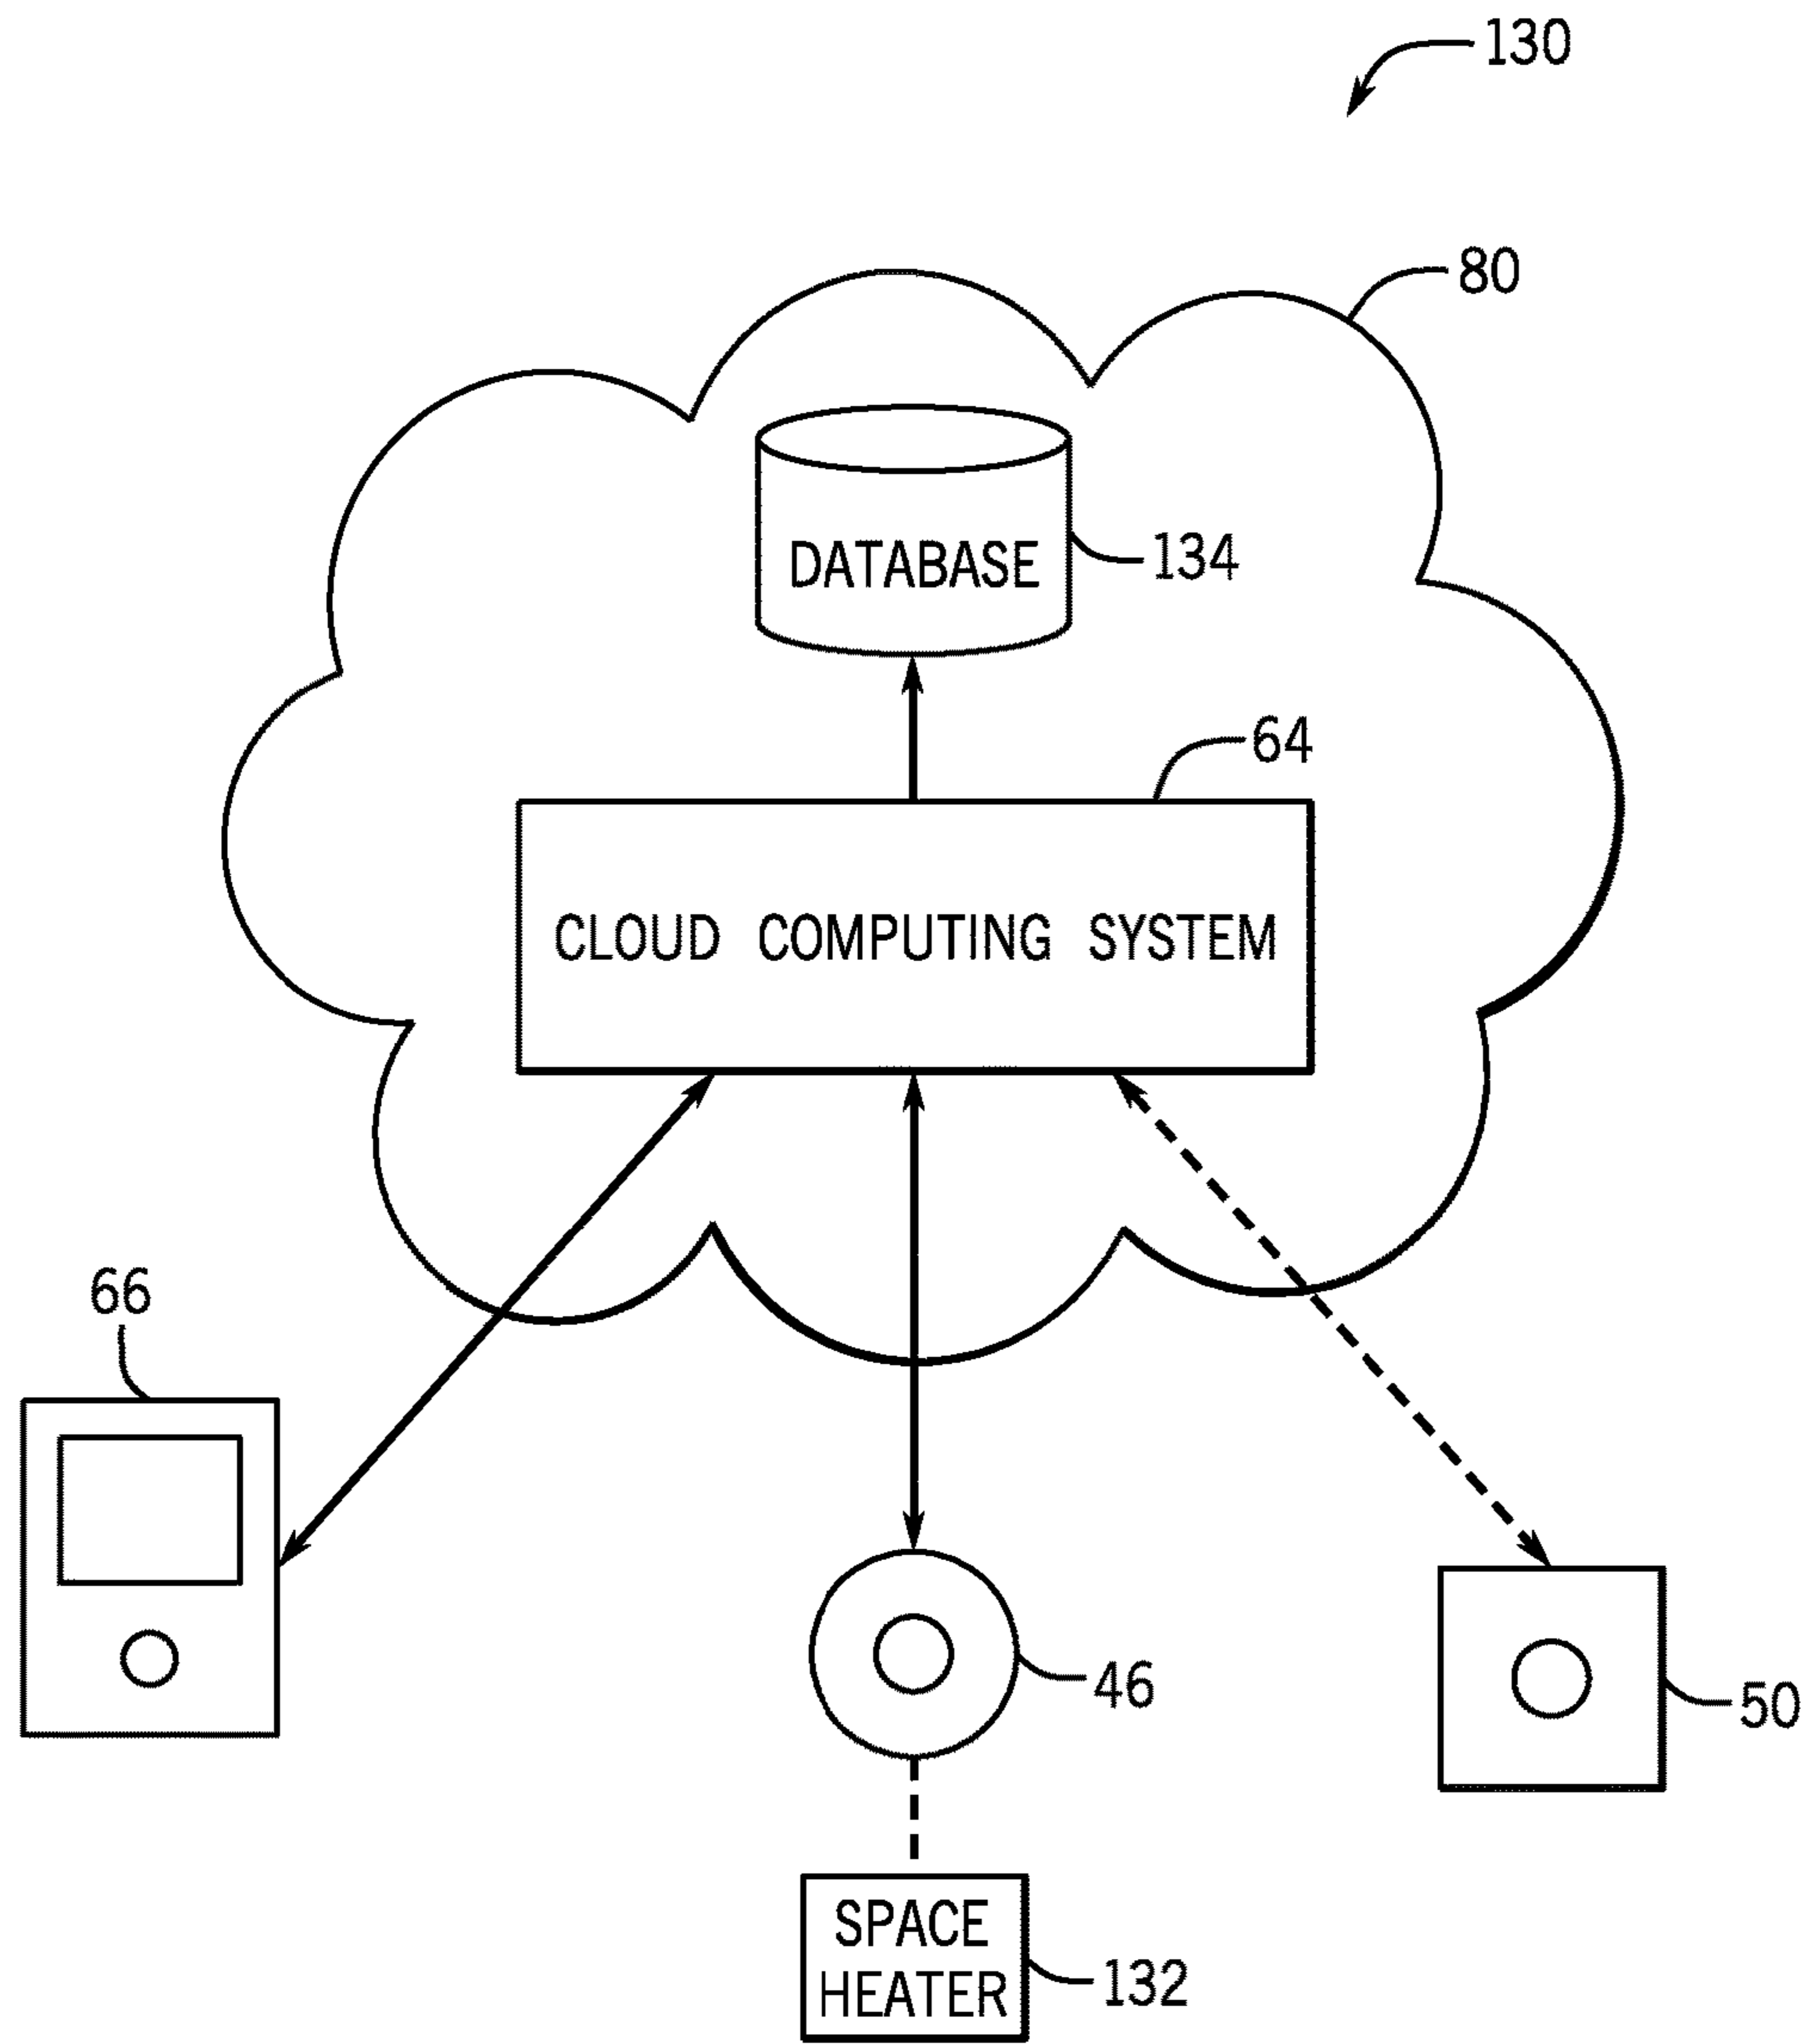 130
80
DATABASE
134
64
CLOUD COMPUTING SYSTEM
66
46
50
SPACE
HEATER
132